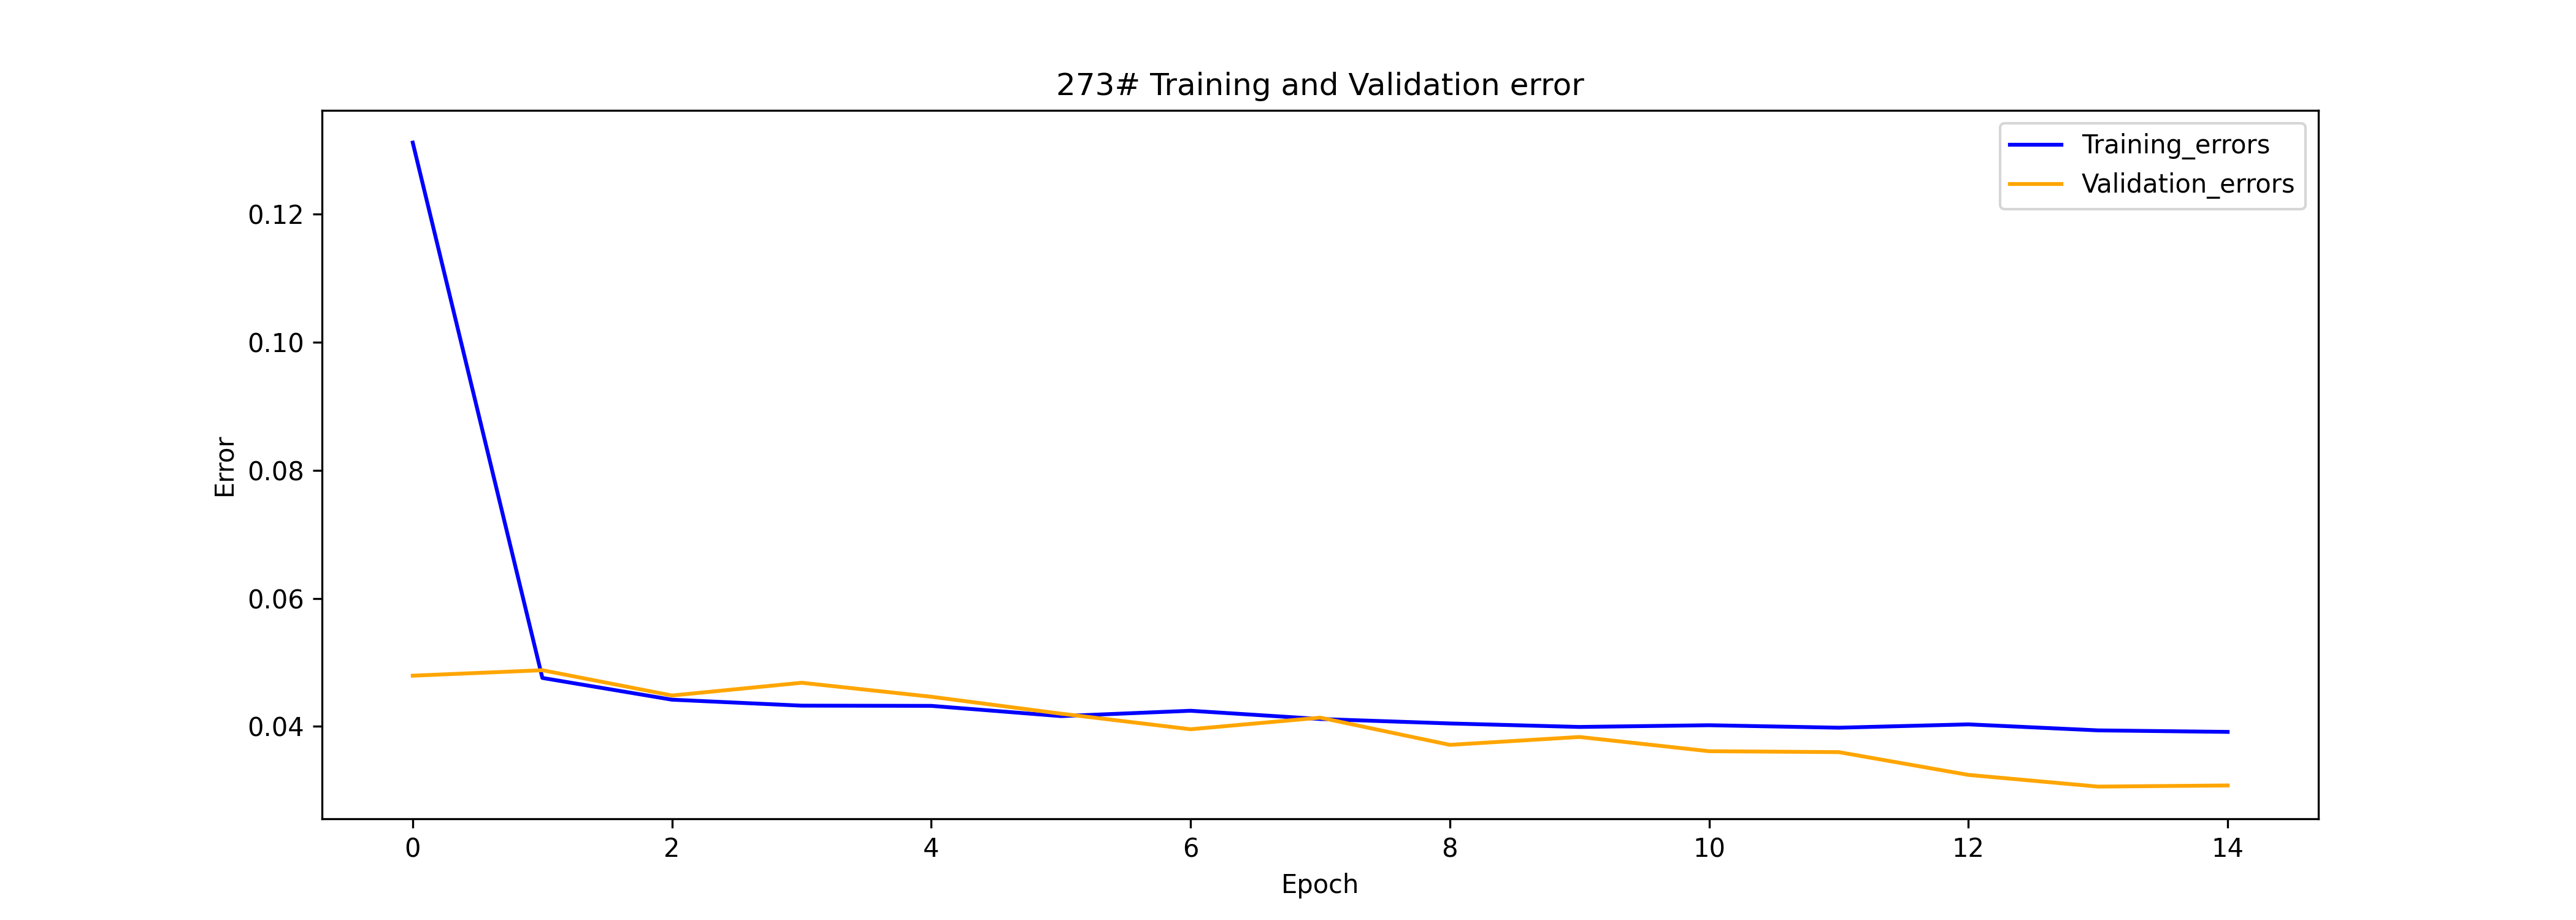 273# Training and Validation error
Training_errors
Validation_errors
0.12
0.10
0.08
0.06
0.04
Error
0 2 4 6 8 10 12 14
Epoch